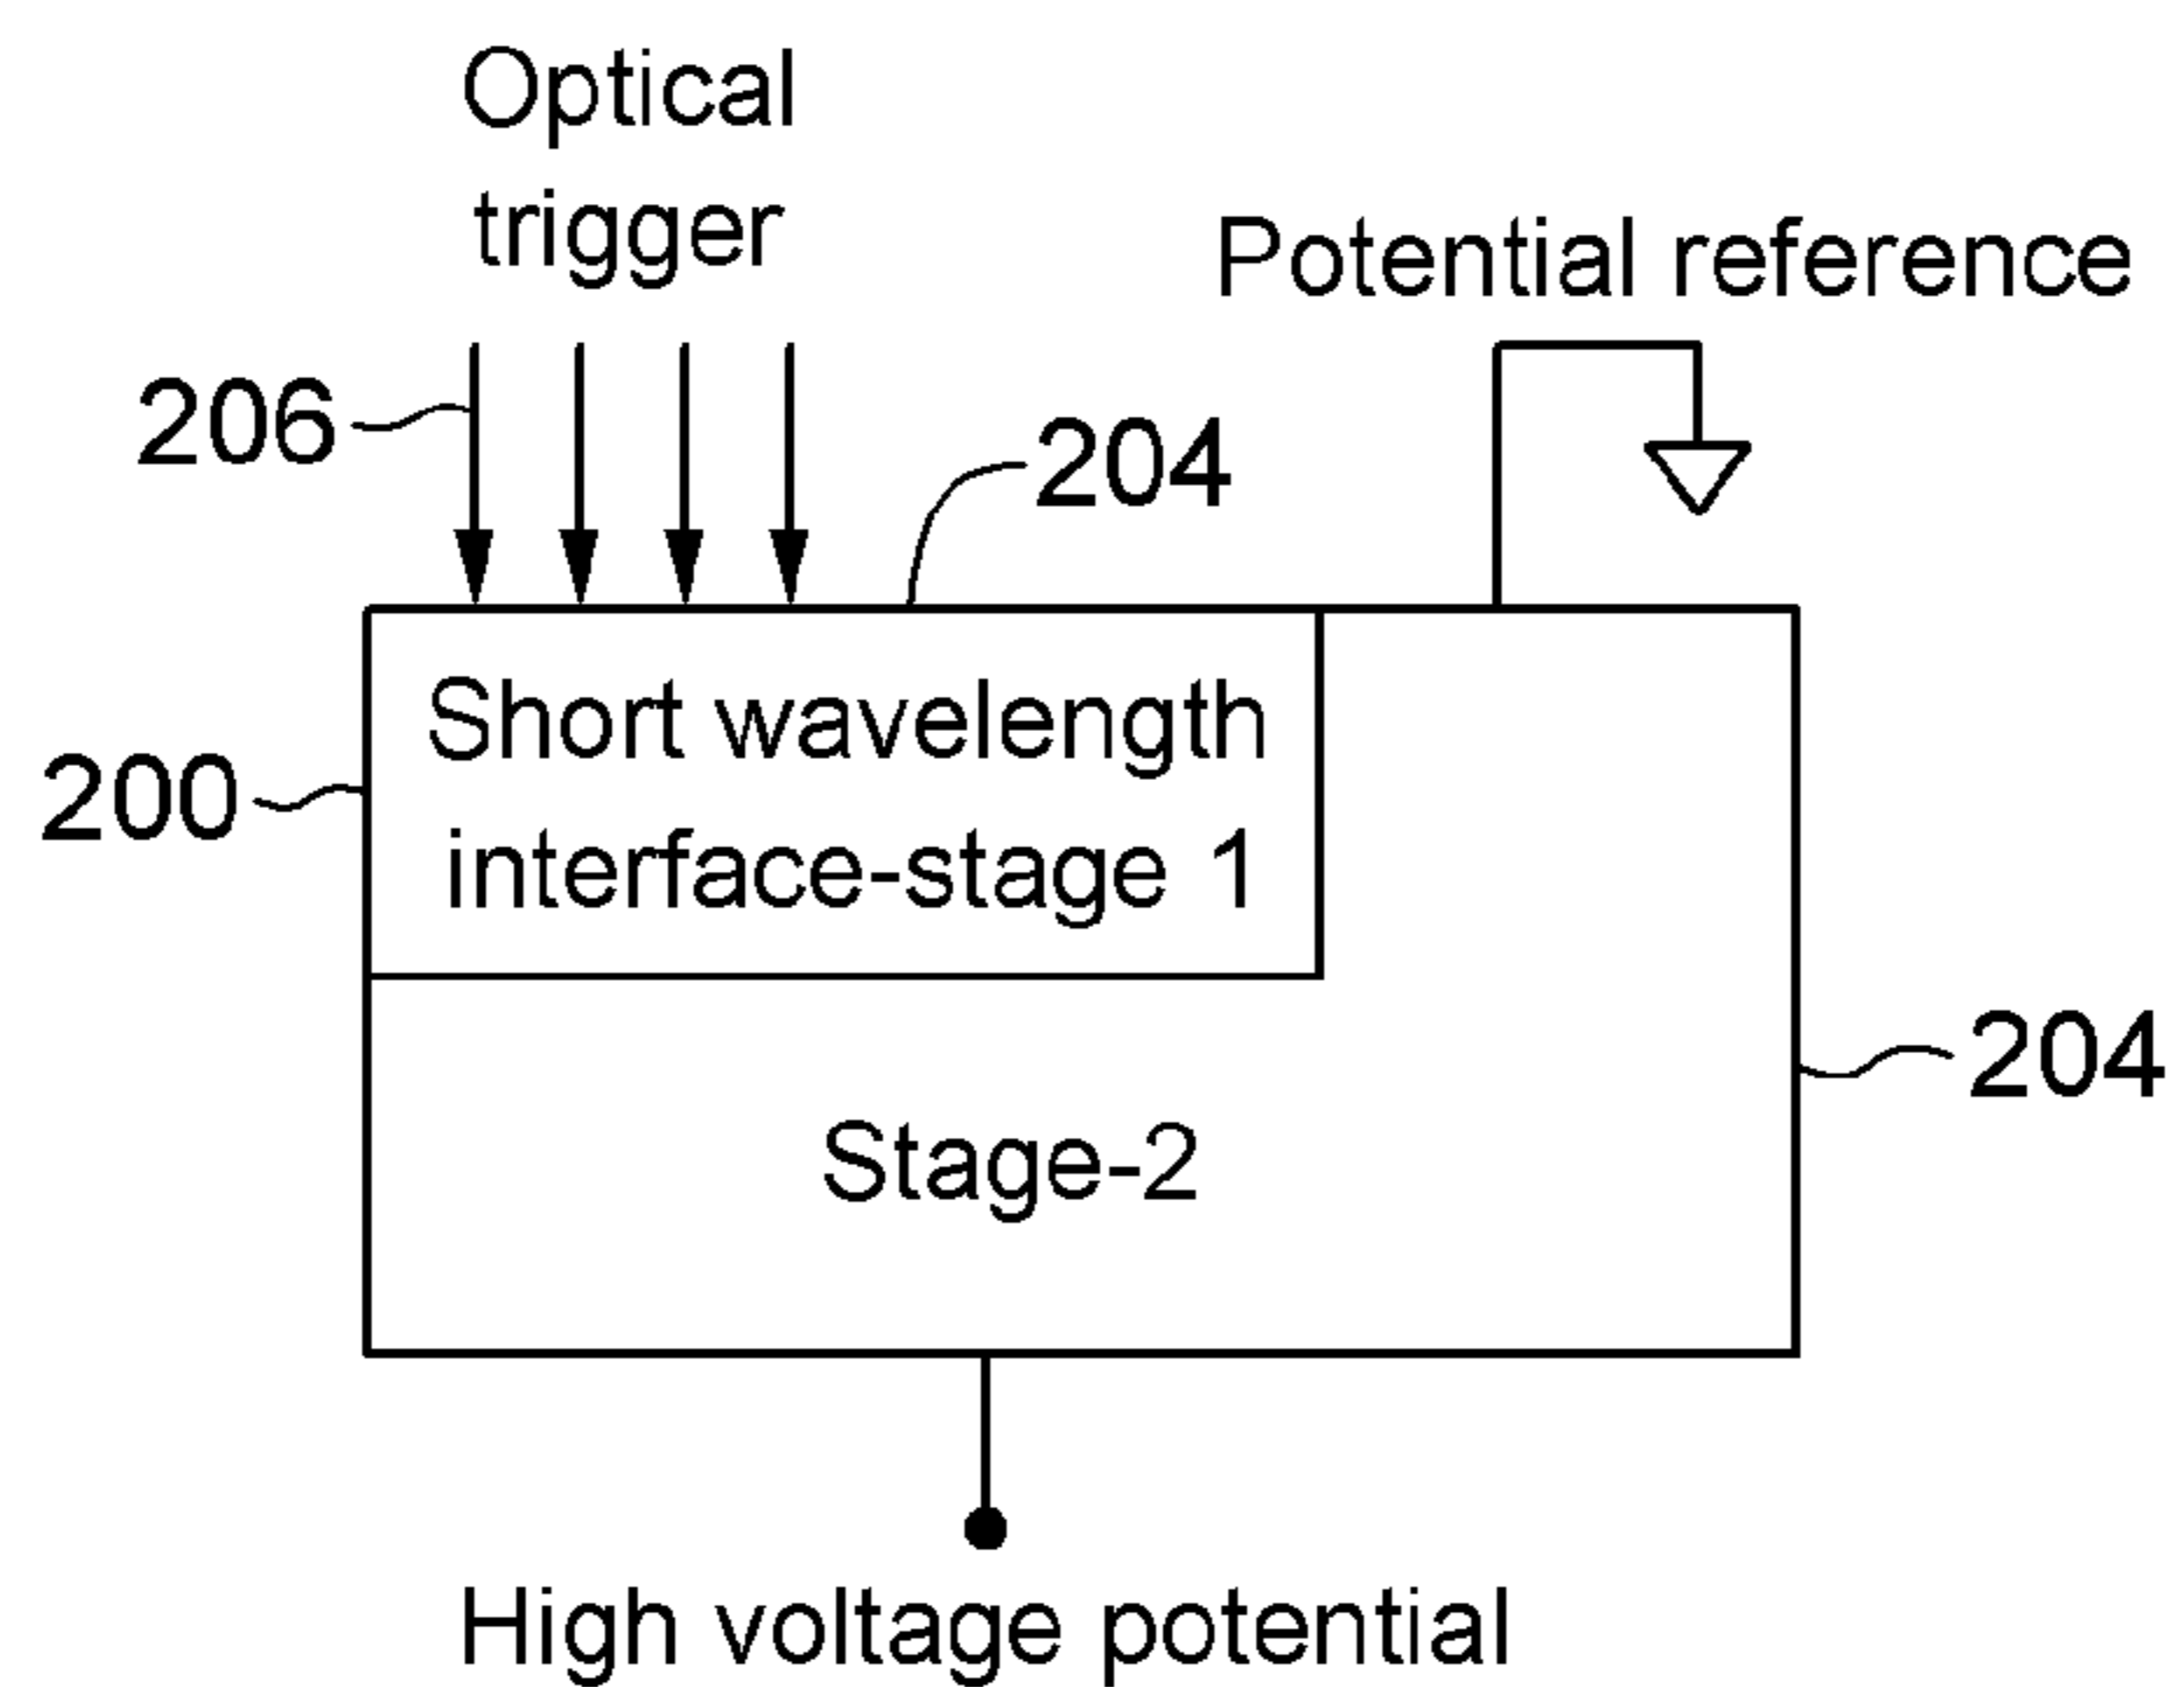 Optical
trigger
Potential reference
206
204
Short wavelength
200
interface-stage 1
204
Stage-2
High voltage potential